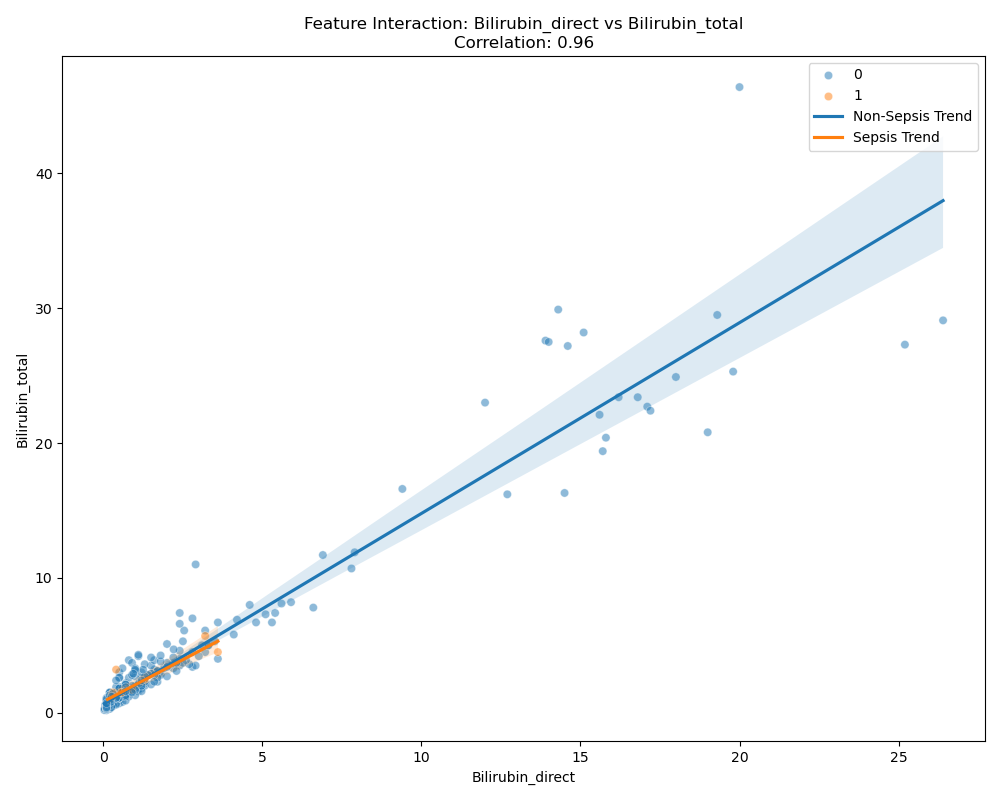 Feature Interaction: Bilirubin_direct vs Bilirubin_total
Correlation: 0.96
0
1
Non-Sepsis Trend
Sepsis Trend
Bilirubin_total
40
30
20
10
0
0 5 10 15 20 25
Bilirubin_direct